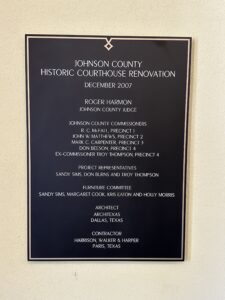 JOHNSON COUNTY
HISTORIC COURTHOUSE RENOVATION
DECEMBER 2007
ROGER HARMON
JOHNSON COUNTY JUDGE
JOHNSON COUNTY COMMISSIONERS
R. C. McFALL, PRECINCT 1
JOHN W. MATTHEWS, PRECINCT 2
MARK C. CARPENTER, PRECINCT 3
DON BEESON, PRECINCT 4
EX-COMMISSIONER TROY THOMPSON, PRECINCT 4
PROJECT REPRESENTATIVES
SANDY SIMS, DON BURNS AND TROY THOMPSON
FURNITURE COMMITTEE
SANDY SIMS, MARGARET COOK, KRIS EATON AND HOLLY MORRIS
ARCHITECT
ARCHITEXAS
DALLAS, TEXAS
CONTRACTOR
HARRISON, WALKER & HARPER
PARIS, TEXAS